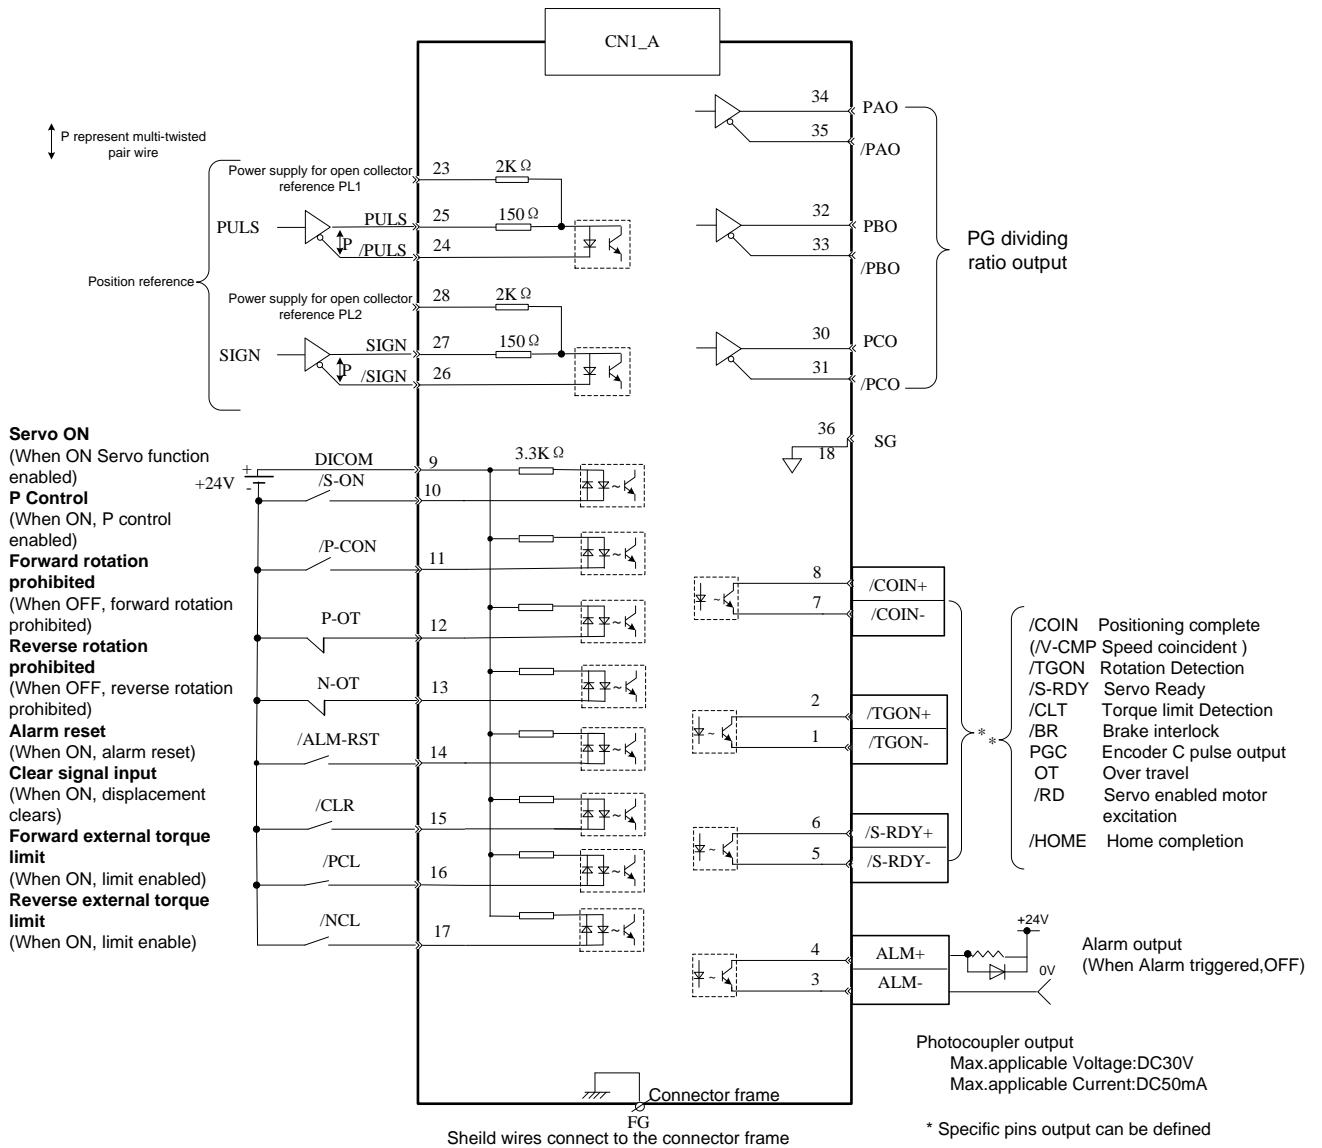 CN1_A
P represent multi-twisted
pair wire
Position reference
Power supply for open collector
reference PL1
23
2K Ω
PULS
PULS
25
150 Ω
P
/PULS
24
Power supply for open collector
reference PL2
28
2K Ω
SIGN
SIGN
27
150 Ω
P
/SIGN
26
34
PAO
35
/PAO
32
PBO
33
/PBO
30
PCO
31
/PCO
PG dividing
ratio output
36
SG
18
Servo ON
(When ON Servo function
enabled)
P Control
(When ON, P control
enabled)
Forward rotation
prohibited
(When OFF, forward rotation
prohibited)
Reverse rotation
prohibited
(When OFF, reverse rotation
prohibited)
Alarm reset
(When ON, alarm reset)
Clear signal input
(When ON, displacement
clears)
Forward external torque
limit
(When ON, limit enabled)
Reverse external torque
limit
(When ON, limit enable)
+24V
+
-
DICOM
9
3.3K Ω
/S-ON
10
/P-CON
11
P-OT
12
N-OT
13
/ALM-RST
14
/CLR
15
/PCL
16
/NCL
17
8
/COIN+
7
/COIN-
2
/TGON+
1
/TGON-
6
/S-RDY+
5
/S-RDY-
4
ALM+
3
ALM-
*
*
/COIN Positioning complete
(/V-CMP Speed coincident )
/TGON Rotation Detection
/S-RDY Servo Ready
/CLT Torque limit Detection
/BR Brake interlock
PGC Encoder C pulse output
OT Over travel
/RD Servo enabled motor
excitation
/HOME Home completion
+24V
0V
Alarm output
(When Alarm triggered,OFF)
Photocoupler output
Max.applicable Voltage:DC30V
Max.applicable Current:DC50mA
Connector frame
FG
Sheild wires connect to the connector frame
* Specific pins output can be defined